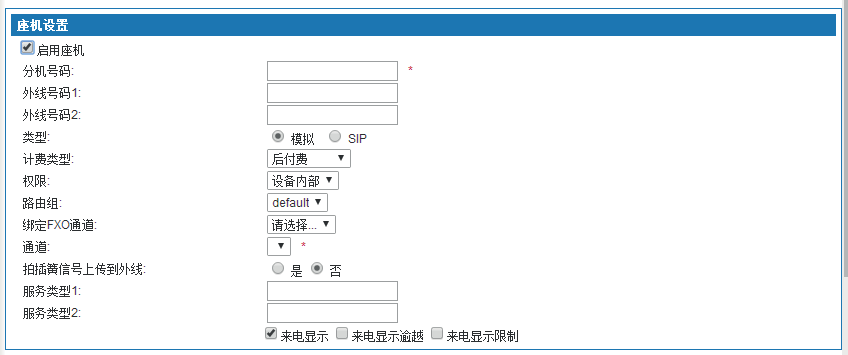 座机设置
启用座机
分机号码: *
外线号码1:
外线号码2:
类型: 模拟 SIP
计费类型: 后付费
权限: 设备内部
路由组: default
绑定FXO通道: 请选择...
通道: *
拍插簧信号上传到外线: 是 否
服务类型1:
服务类型2:
来电显示 来电显示逾越 来电显示限制